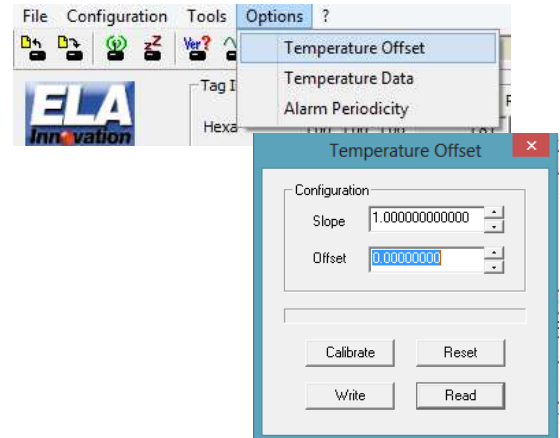 File Configuration Tools Options ?
Ver?
Temperature Offset
Temperature Data
Alarm Periodicity
ELA
Innovation
Tag I
Hexa
Temperature Offset
Configuration
Slope 1.000000000000
Offset 0.00000000
Calibrate Reset
Write Read